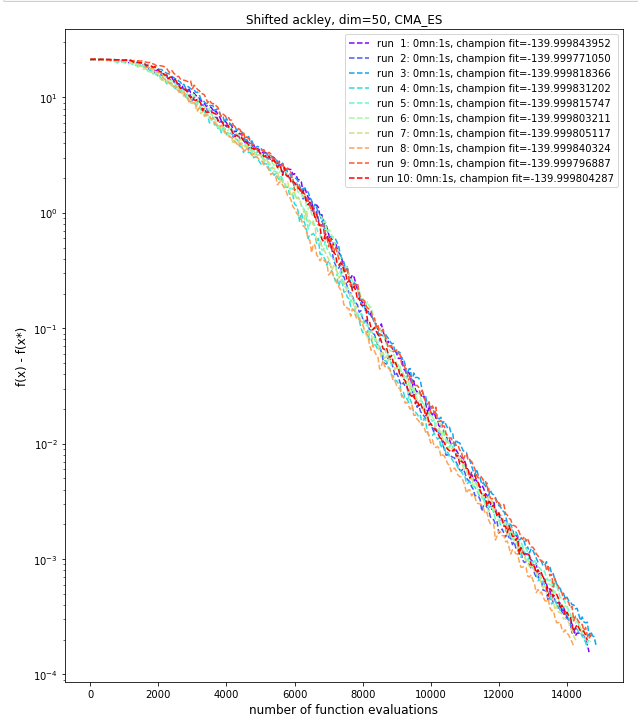 Shifted ackley, dim=50, CMA_ES
run 1: 0mn:1s, champion fit=-139.999843952
run 2: 0mn:1s, champion fit=-139.999771050
run 3: 0mn:1s, champion fit=-139.999818366
run 4: 0mn:1s, champion fit=-139.999831202
run 5: 0mn:1s, champion fit=-139.999815747
run 6: 0mn:1s, champion fit=-139.999803211
run 7: 0mn:1s, champion fit=-139.999805117
run 8: 0mn:1s, champion fit=-139.999840324
run 9: 0mn:1s, champion fit=-139.999796887
run 10: 0mn:1s, champion fit=-139.999804287
10¹
10⁰
10⁻¹
10⁻²
10⁻³
10⁻⁴
f(x) - f(x*)
0 2000 4000 6000 8000 10000 12000 14000
number of function evaluations